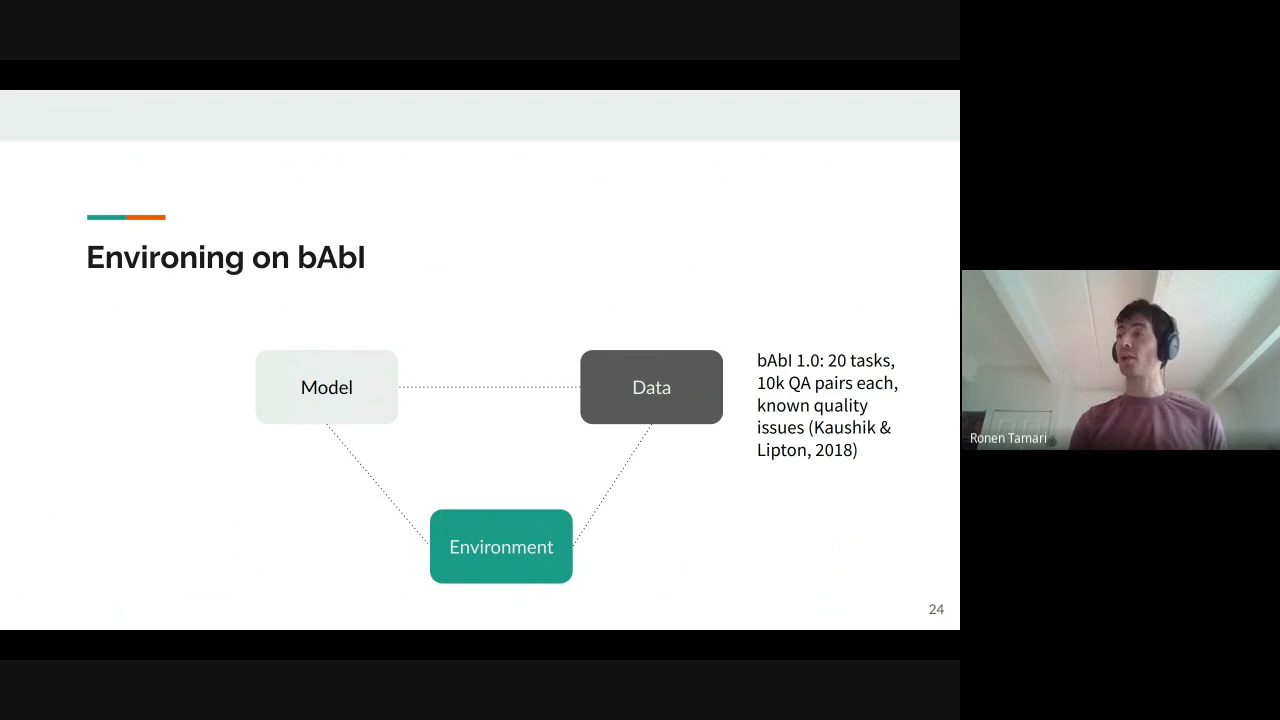 Environing on bAbI
Model
Data
bAbI 1.0: 20 tasks,
10k QA pairs each,
known quality
issues (Kaushik &
Lipton, 2018)
Environment
24
Ronen Tamari